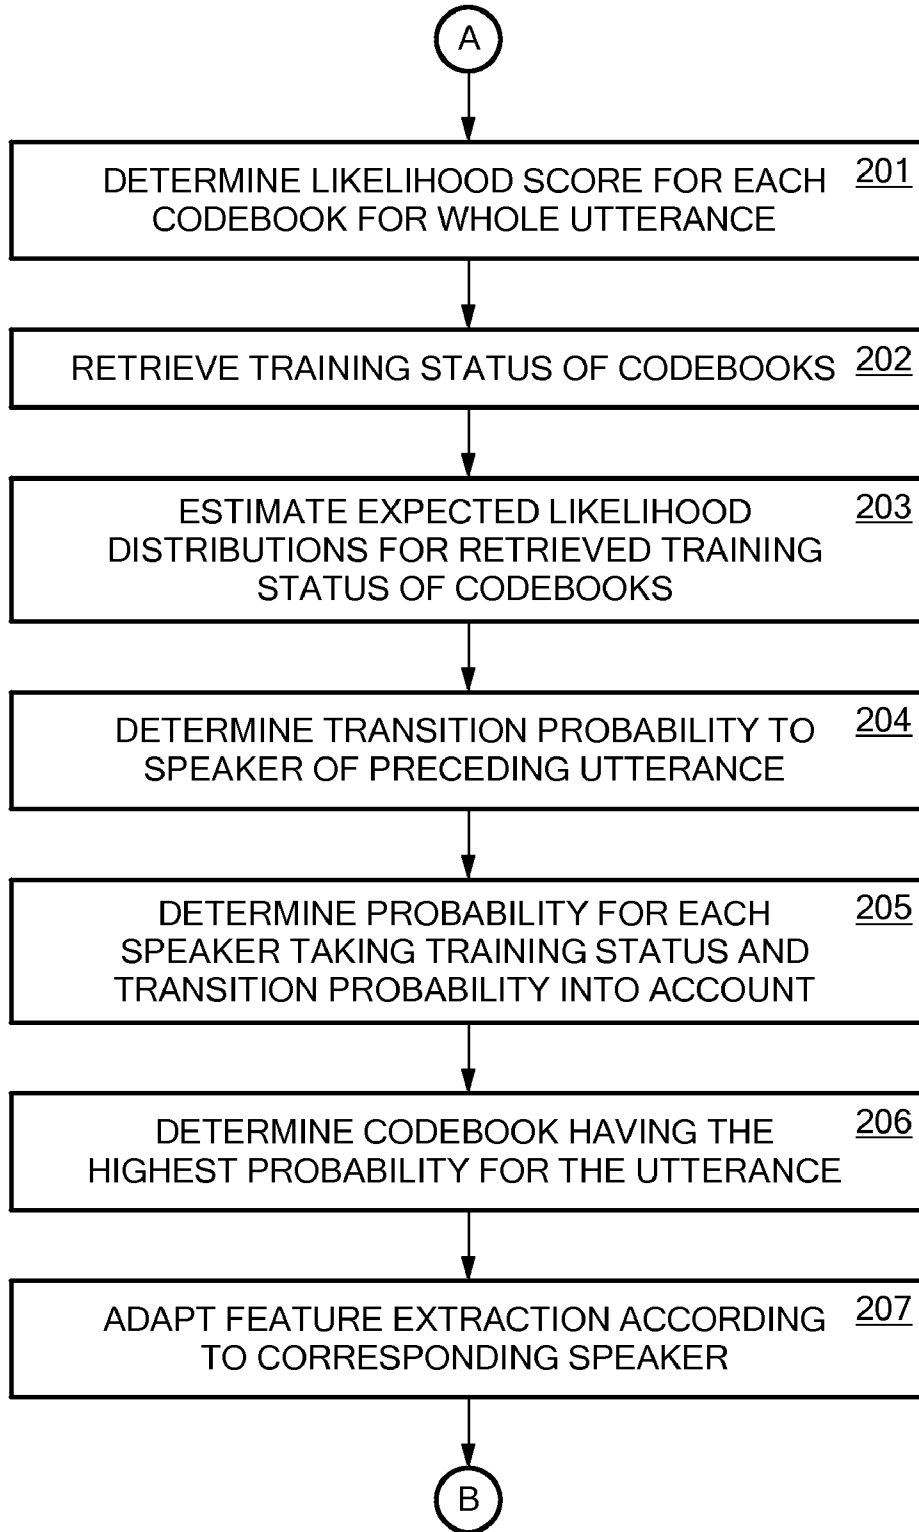 A
DETERMINE LIKELIHOOD SCORE FOR EACH 201
CODEBOOK FOR WHOLE UTTERANCE
RETRIEVE TRAINING STATUS OF CODEBOOKS 202
ESTIMATE EXPECTED LIKELIHOOD 203
DISTRIBUTIONS FOR RETRIEVED TRAINING
STATUS OF CODEBOOKS
DETERMINE TRANSITION PROBABILITY TO 204
SPEAKER OF PRECEDING UTTERANCE
DETERMINE PROBABILITY FOR EACH 205
SPEAKER TAKING TRAINING STATUS AND
TRANSITION PROBABILITY INTO ACCOUNT
DETERMINE CODEBOOK HAVING THE 206
HIGHEST PROBABILITY FOR THE UTTERANCE
ADAPT FEATURE EXTRACTION ACCORDING 207
TO CORRESPONDING SPEAKER
B